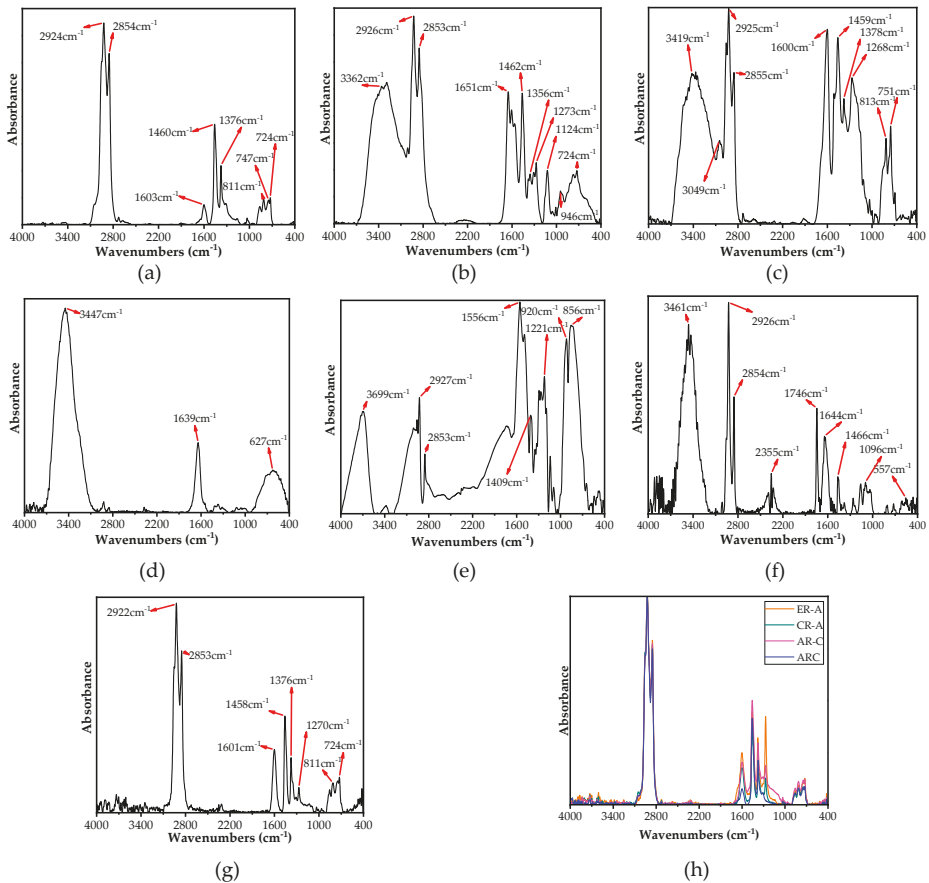 2924cm-1
2854cm-1
1460cm-1
1376cm-1
724cm-1
747cm-1
811cm-1
1603cm-1
Absorbance
4000 3400 2800 2200 1600 1000 400
Wavenumbers (cm-1)
(a)
2926cm-1
2853cm-1
3362cm-1
1462cm-1
1651cm-1
1356cm-1
1273cm-1
1124cm-1
724cm-1
946cm-1
Absorbance
4000 3400 2800 2200 1600 1000 400
Wavenumbers (cm-1)
(b)
2925cm-1
3419cm-1
1459cm-1
1378cm-1
1600cm-1
1268cm-1
2855cm-1
751cm-1
813cm-1
3049cm-1
Absorbance
4000 3400 2800 2200 1600 1000 400
Wavenumbers (cm-1)
(c)
3447cm-1
1639cm-1
627cm-1
Absorbance
4000 3400 2800 2200 1600 1000 400
Wavenumbers (cm-1)
(d)
1556cm-1
920cm-1
856cm-1
1221cm-1
2927cm-1
3699cm-1
2853cm-1
1409cm-1
Absorbance
4000 3400 2800 2200 1600 1000 400
Wavenumbers (cm-1)
(e)
3461cm-1
2926cm-1
2854cm-1
1746cm-1
1644cm-1
2355cm-1
1466cm-1
1096cm-1
557cm-1
Absorbance
4000 3400 2800 2200 1600 1000 400
Wavenumbers (cm-1)
(f)
2922cm-1
2853cm-1
1376cm-1
1458cm-1
1270cm-1
1601cm-1
811cm-1
724cm-1
Absorbance
4000 3400 2800 2200 1600 1000 400
Wavenumbers (cm-1)
(g)
ER-A
CR-A
AR-C
ARC
Absorbance
4000 3400 2800 2200 1600 1000 400
Wavenumbers (cm-1)
(h)